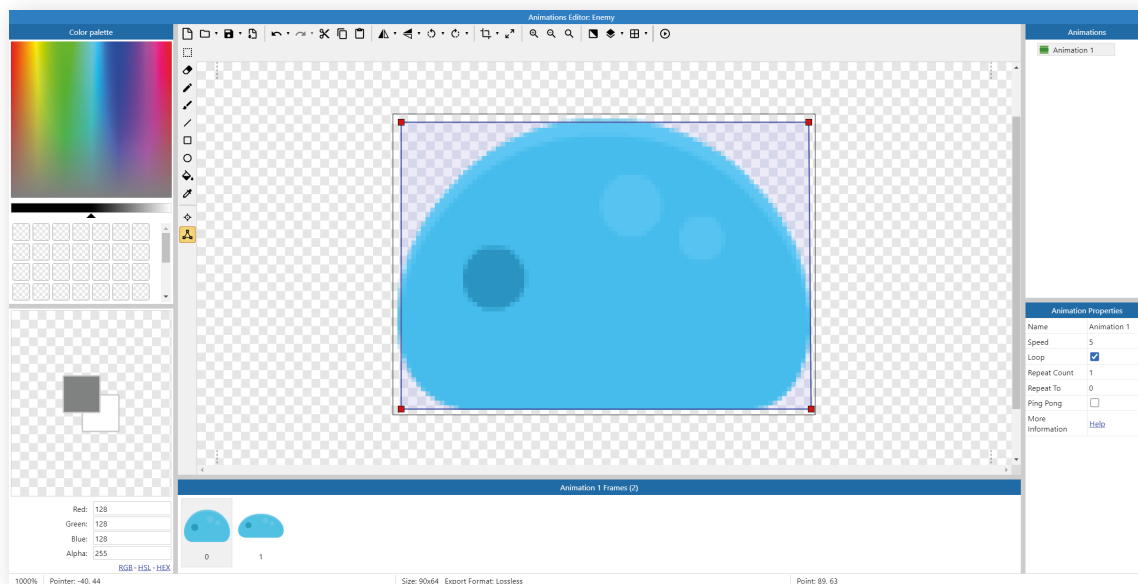 Animations Editor: Enemy
Color palette
Animations
Animation 1
Animation Properties
Name Animation 1
Speed 5
Loop
Repeat Count 1
Repeat To 0
Ping Pong
More
Information Help
Red: 128
Green: 128
Blue: 128
Alpha: 255
RGB - HSL - HEX
Animation 1 Frames (2)
0 1
1000% Pointer: -40, 44 Size: 90x64 Export Format: Lossless Point: 89, 63